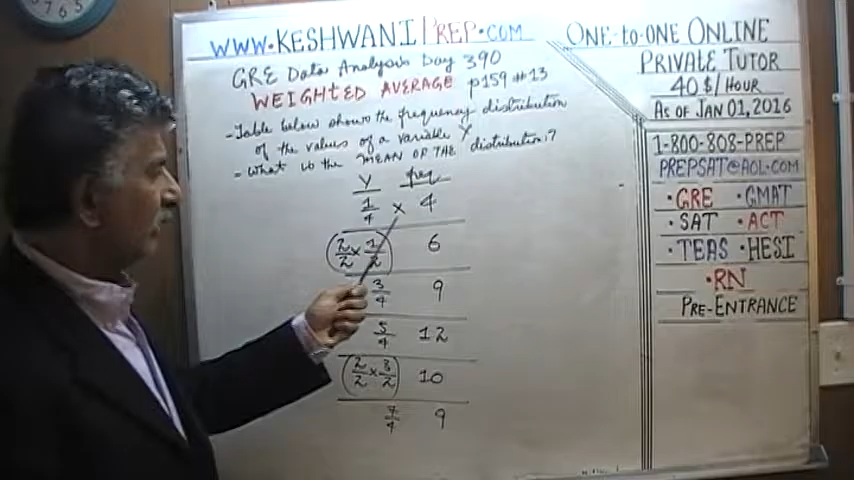 7 6 5
WWW.KESHWANIPREP.COM
GRE Data Analysis Day 390
WEIGHTED AVERAGE p159 #13
- Table below shows the frequency distribution
of the values of a variable Y
- What is the MEAN OF THE distribution?
Y freq
1/4 × 4
(2/2 × 1/2) 6
3/4 9
5/4 12
(2/2 × 3/2) 10
7/4 9
ONE-TO-ONE ONLINE
PRIVATE TUTOR
40 $/HOUR
AS OF JAN 01, 2016
1-800-808-PREP
PREPSAT@AOL.COM
• GRE • GMAT
• SAT • ACT
• TEAS • HESI
• RN
PRE-ENTRANCE